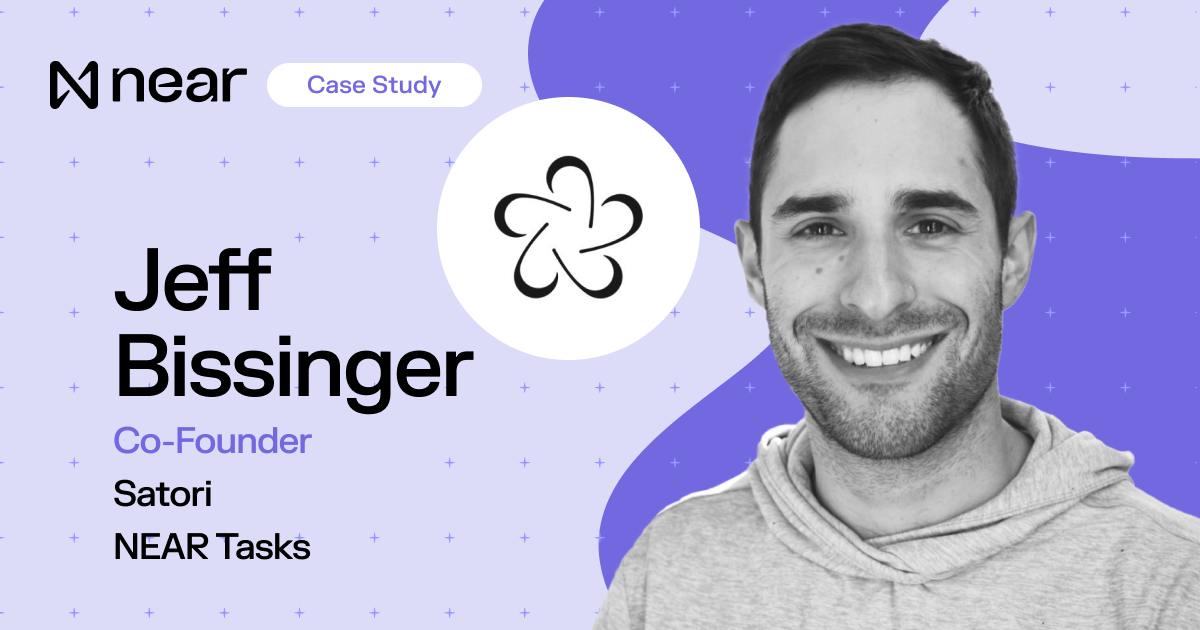 near
Case Study
Jeff
Bissinger
Co-Founder
Satori
NEAR Tasks